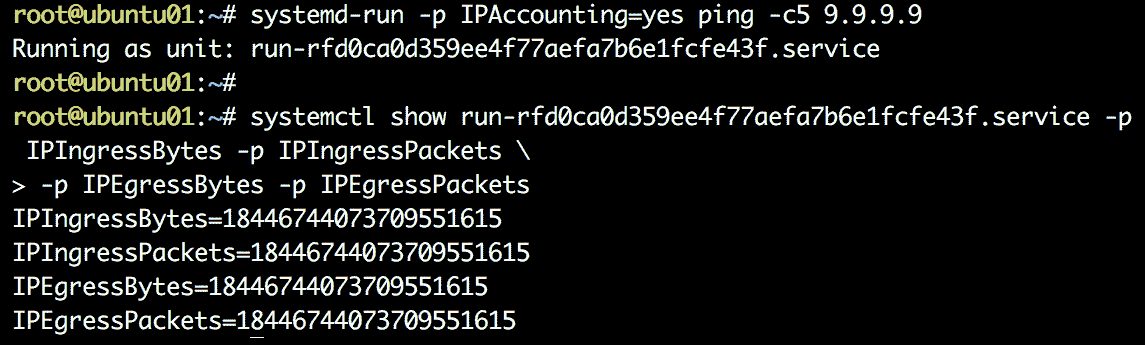 root@ubuntu01:~# systemd-run -p IPAccounting=yes ping -c5 9.9.9.9
Running as unit: run-rfd0ca0d359ee4f77aefa7b6e1fcfe43f.service
root@ubuntu01:~#
root@ubuntu01:~# systemctl show run-rfd0ca0d359ee4f77aefa7b6e1fcfe43f.service -p
 IPIngressBytes -p IPIngressPackets \
> -p IPEgressBytes -p IPEgressPackets
IPIngressBytes=18446744073709551615
IPIngressPackets=18446744073709551615
IPEgressBytes=18446744073709551615
IPEgressPackets=18446744073709551615